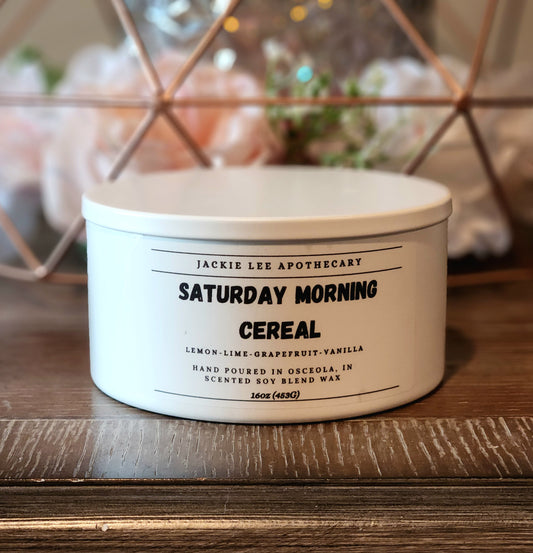 JACKIE LEE APOTHECARY
SATURDAY MORNING
CEREAL
LEMON-LIME-GRAPEFRUIT-VANILLA
HAND POURED IN OSCEOLA, IN
SCENTED SOY BLEND WAX
16oz (453G)